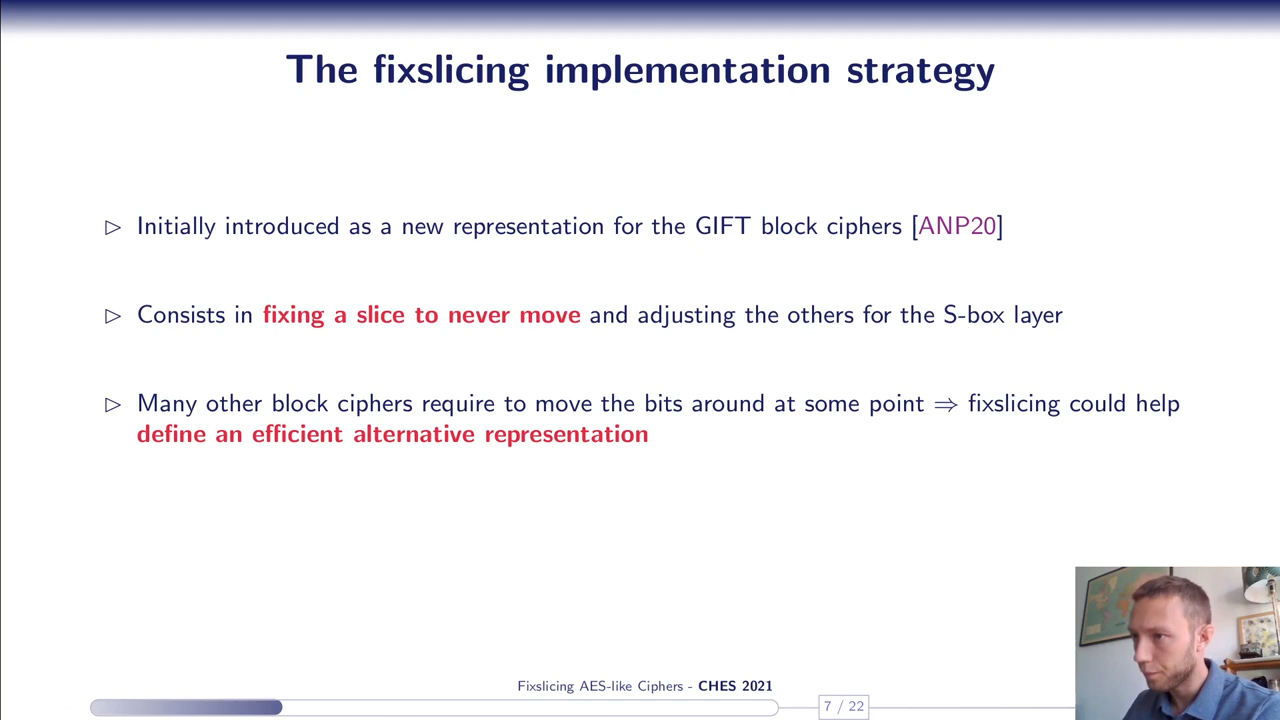 The fixslicing implementation strategy
▷ Initially introduced as a new representation for the GIFT block ciphers [ANP20]
▷ Consists in fixing a slice to never move and adjusting the others for the S-box layer
▷ Many other block ciphers require to move the bits around at some point ⇒ fixslicing could help
define an efficient alternative representation
Fixslicing AES-like Ciphers - CHES 2021
7 / 22